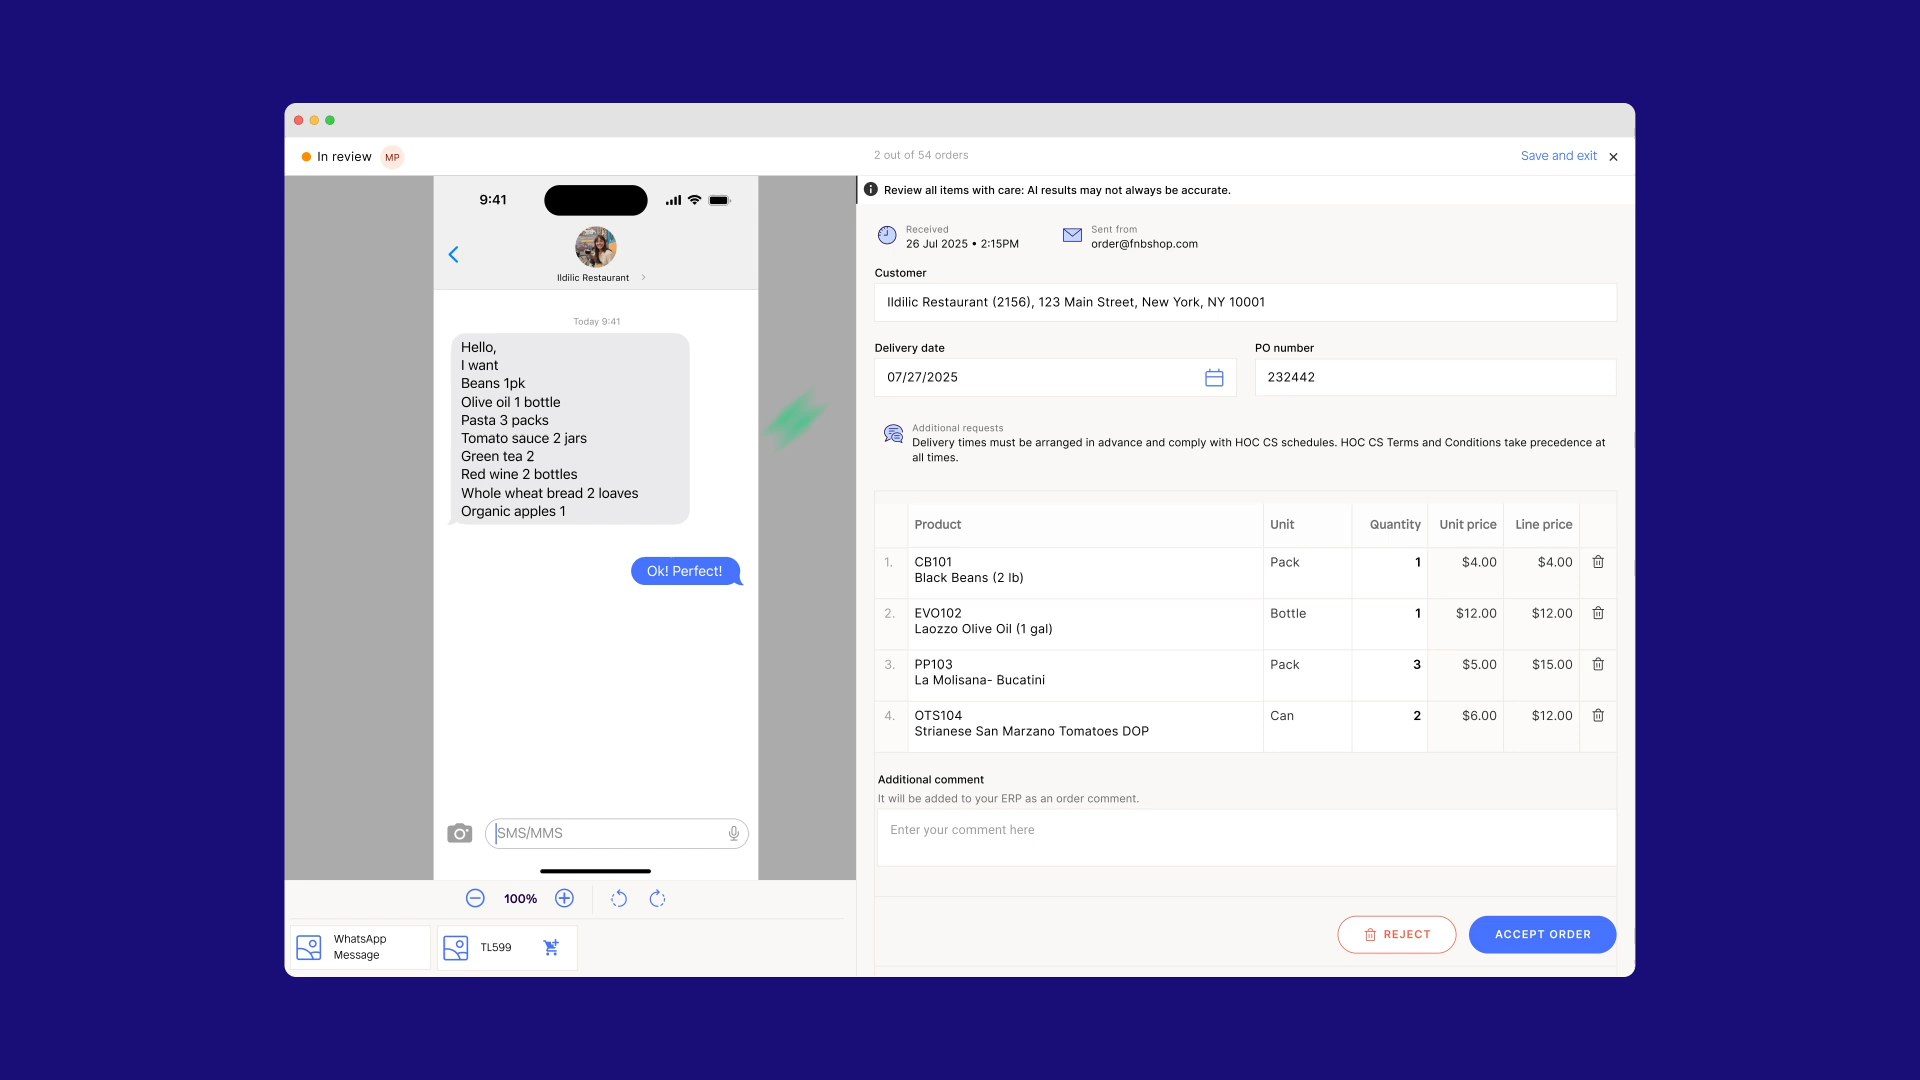 In review
MP
2 out of 54 orders
Save and exit
9:41
Ildilic Restaurant
Today 9:41
Hello,
I want
Beans 1pk
Olive oil 1 bottle
Pasta 3 packs
Tomato sauce 2 jars
Green tea 2
Red wine 2 bottles
Whole wheat bread 2 loaves
Organic apples 1
Ok! Perfect!
SMS/MMS
100%
WhatsApp
Message
TL599
Review all items with care: AI results may not always be accurate.
Received
26 Jul 2025 • 2:15PM
Sent from
order@fnbshop.com
Customer
Ildilic Restaurant (2156), 123 Main Street, New York, NY 10001
Delivery date
07/27/2025
PO number
232442
Additional requests
Delivery times must be arranged in advance and comply with HOC CS schedules. HOC CS Terms and Conditions take precedence at
all times.
Product Unit Quantity Unit price Line price
1. CB101 Pack 1 $4.00 $4.00
Black Beans (2 lb)
2. EVO102 Bottle 1 $12.00 $12.00
Laozzo Olive Oil (1 gal)
3. PP103 Pack 3 $5.00 $15.00
La Molisana- Bucatini
4. OTS104 Can 2 $6.00 $12.00
Strianese San Marzano Tomatoes DOP
Additional comment
It will be added to your ERP as an order comment.
Enter your comment here
REJECT
ACCEPT ORDER